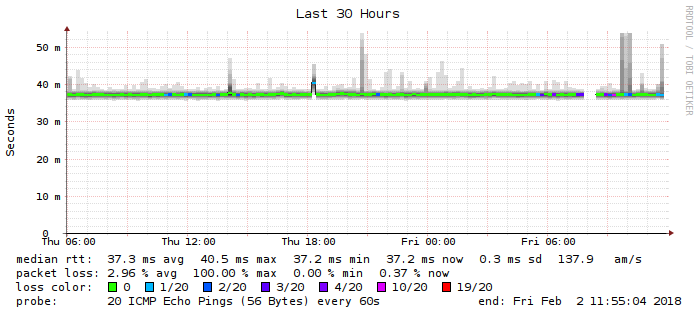 Last 30 Hours
RRDTOOL / TOBI OETIKER
Seconds
50 m
40 m
30 m
20 m
10 m
0
Thu 06:00 Thu 12:00 Thu 18:00 Fri 00:00 Fri 06:00
median rtt: 37.3 ms avg 40.5 ms max 37.2 ms min 37.2 ms now 0.3 ms sd 137.9 am/s
packet loss: 2.96 % avg 100.00 % max 0.00 % min 0.37 % now
loss color: 0 1/20 2/20 3/20 4/20 10/20 19/20
probe: 20 ICMP Echo Pings (56 Bytes) every 60s end: Fri Feb 2 11:55:04 2018